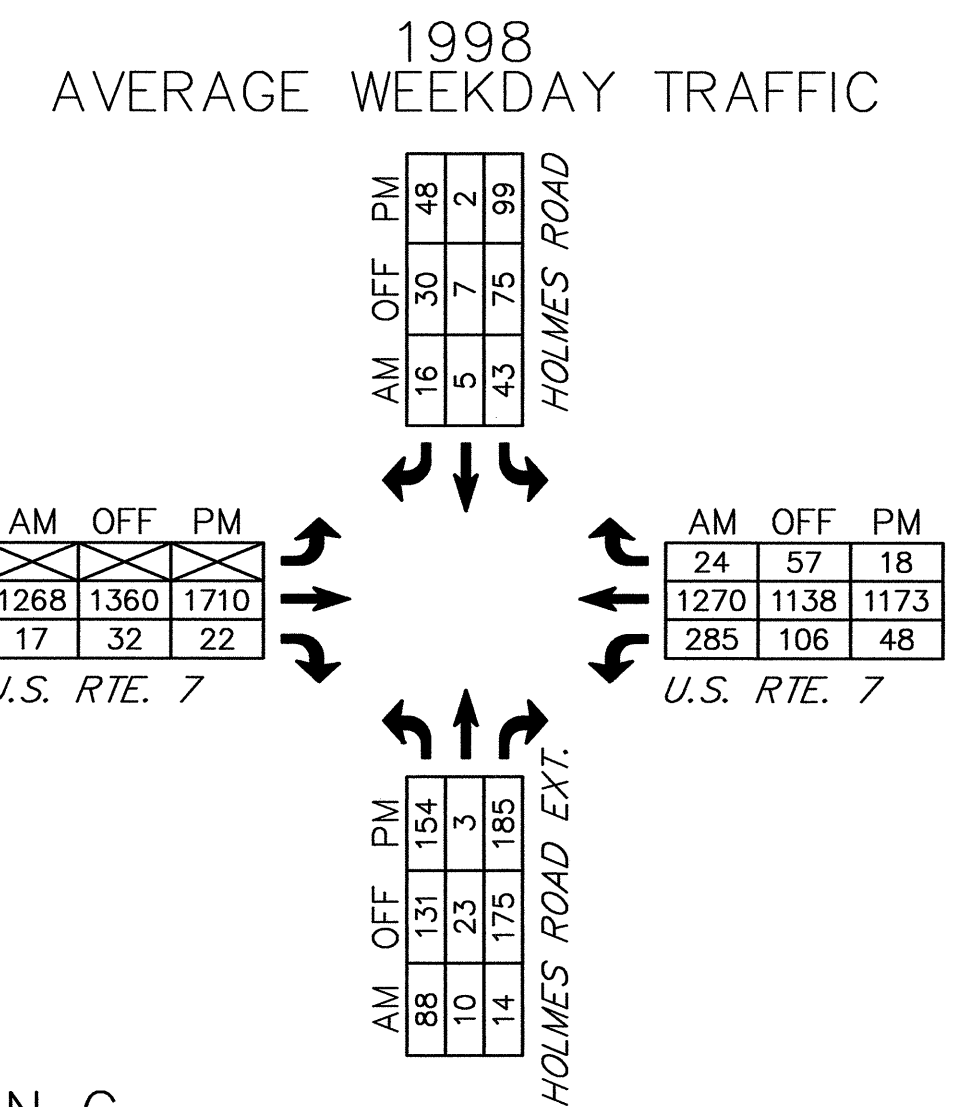 1998
AVERAGE WEEKDAY TRAFFIC
PM 48 2 99
OFF 30 7 75
AM 16 5 43
HOLMES ROAD
AM OFF PM
1268 1360 1710
17 32 22
U.S. RTE. 7
AM OFF PM
24 57 18
1270 1138 1173
285 106 48
U.S. RTE. 7
PM 154 3 185
OFF 131 23 175
AM 88 10 14
HOLMES ROAD EXT.